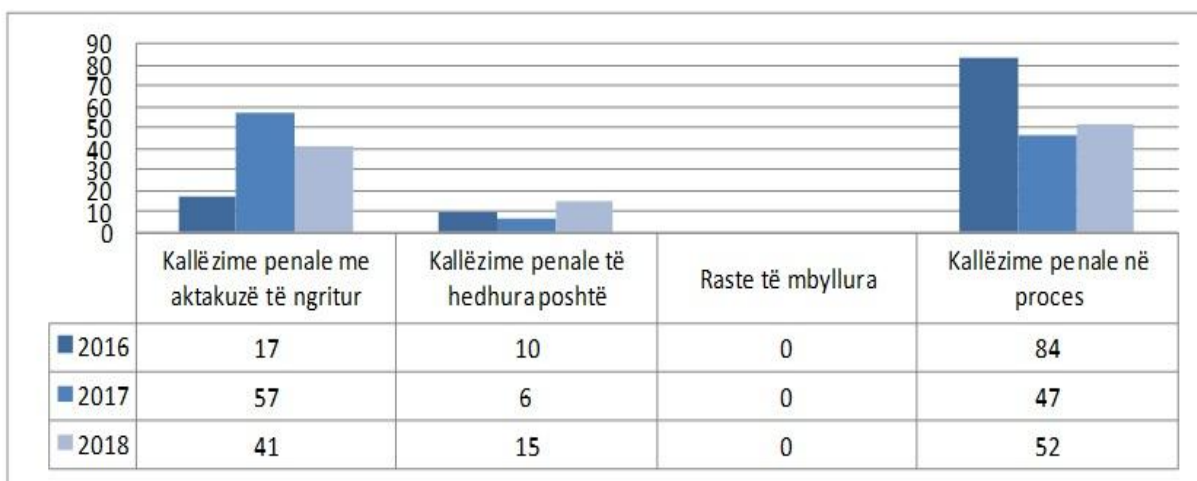 90
80
70
60
50
40
30
20
10
0
Kallëzime penale me
aktakuzë të ngritur
Kallëzime penale të
hedhura poshtë
Raste të mbyllura
Kallëzime penale në
proces
2016 17 10 0 84
2017 57 6 0 47
2018 41 15 0 52